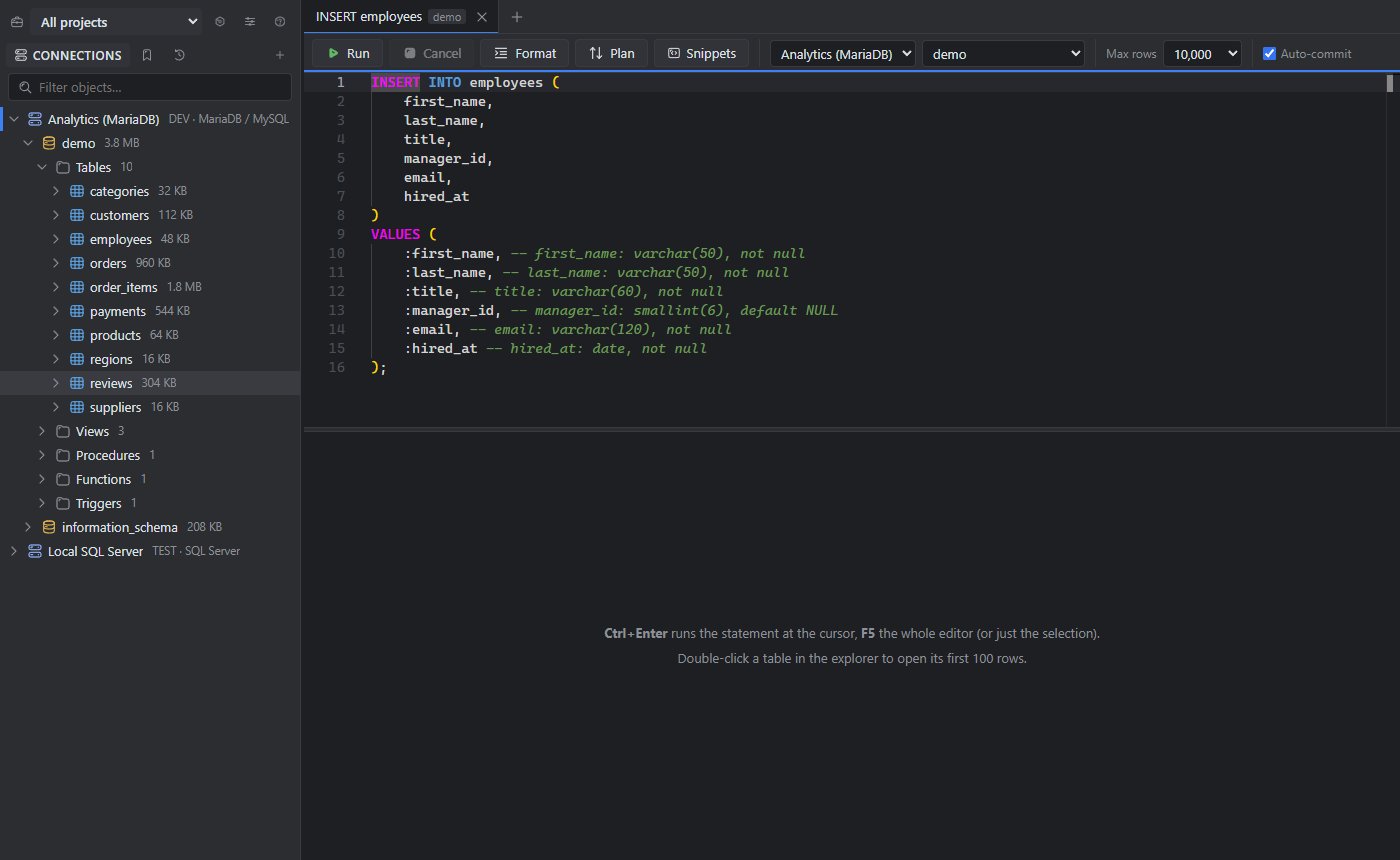 All projects
CONNECTIONS
Filter objects...
Analytics (MariaDB) DEV · MariaDB / MySQL
demo 3.8 MB
Tables 10
categories 32 KB
customers 112 KB
employees 48 KB
orders 960 KB
order_items 1.8 MB
payments 544 KB
products 64 KB
regions 16 KB
reviews 304 KB
suppliers 16 KB
Views 3
Procedures 1
Functions 1
Triggers 1
information_schema 208 KB
Local SQL Server TEST · SQL Server
INSERT employees demo
Run Cancel Format Plan Snippets Analytics (MariaDB) demo Max rows 10,000 Auto-commit
1 INSERT INTO employees (
2 first_name,
3 last_name,
4 title,
5 manager_id,
6 email,
7 hired_at
8 )
9 VALUES (
10 :first_name, -- first_name: varchar(50), not null
11 :last_name, -- last_name: varchar(50), not null
12 :title, -- title: varchar(60), not null
13 :manager_id, -- manager_id: smallint(6), default NULL
14 :email, -- email: varchar(120), not null
15 :hired_at -- hired_at: date, not null
16 );
Ctrl+Enter runs the statement at the cursor, F5 the whole editor (or just the selection).
Double-click a table in the explorer to open its first 100 rows.